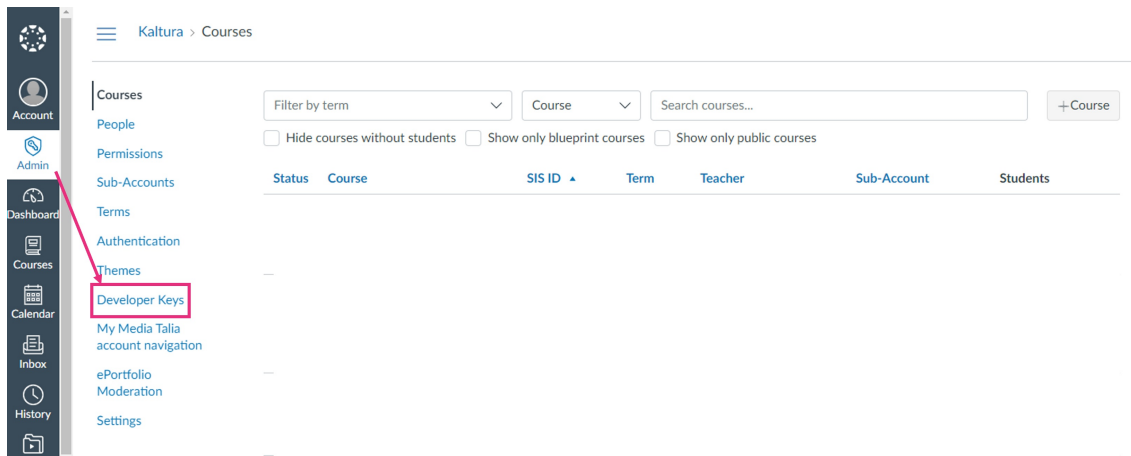 Kaltura > Courses
Account
Admin
Dashboard
Courses
Calendar
Inbox
History
Courses
People
Permissions
Sub-Accounts
Terms
Authentication
Themes
Developer Keys
My Media Talia
account navigation
ePortfolio
Moderation
Settings
Filter by term Course Search courses... +Course
Hide courses without students Show only blueprint courses Show only public courses
Status Course SIS ID ▲ Term Teacher Sub-Account Students